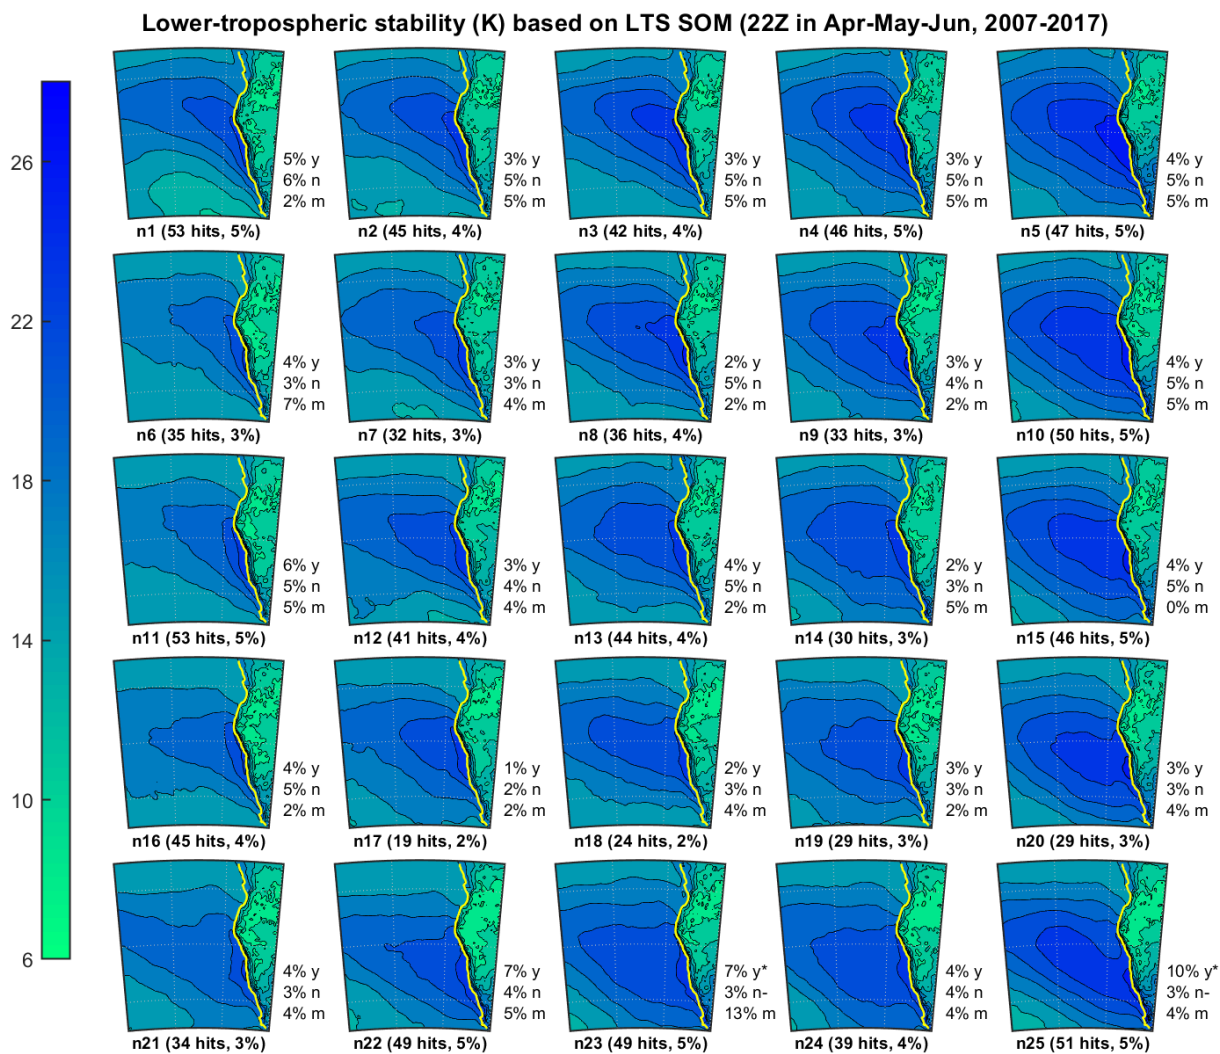 Lower-tropospheric stability (K) based on LTS SOM (22Z in Apr-May-Jun, 2007-2017)
26
22
18
14
10
6
5% y
6% n
2% m
n1 (53 hits, 5%)
3% y
5% n
5% m
n2 (45 hits, 4%)
3% y
5% n
5% m
n3 (42 hits, 4%)
3% y
5% n
5% m
n4 (46 hits, 5%)
4% y
5% n
5% m
n5 (47 hits, 5%)
4% y
3% n
7% m
n6 (35 hits, 3%)
3% y
3% n
4% m
n7 (32 hits, 3%)
2% y
5% n
2% m
n8 (36 hits, 4%)
3% y
4% n
2% m
n9 (33 hits, 3%)
4% y
5% n
5% m
n10 (50 hits, 5%)
6% y
5% n
5% m
n11 (53 hits, 5%)
3% y
4% n
4% m
n12 (41 hits, 4%)
4% y
5% n
2% m
n13 (44 hits, 4%)
2% y
3% n
5% m
n14 (30 hits, 3%)
4% y
5% n
0% m
n15 (46 hits, 5%)
4% y
5% n
2% m
n16 (45 hits, 4%)
1% y
2% n
2% m
n17 (19 hits, 2%)
2% y
3% n
4% m
n18 (24 hits, 2%)
3% y
3% n
2% m
n19 (29 hits, 3%)
3% y
3% n
4% m
n20 (29 hits, 3%)
4% y
3% n
4% m
n21 (34 hits, 3%)
7% y
4% n
5% m
n22 (49 hits, 5%)
7% y*
3% n-
13% m
n23 (49 hits, 5%)
4% y
4% n
4% m
n24 (39 hits, 4%)
10% y*
3% n-
4% m
n25 (51 hits, 5%)